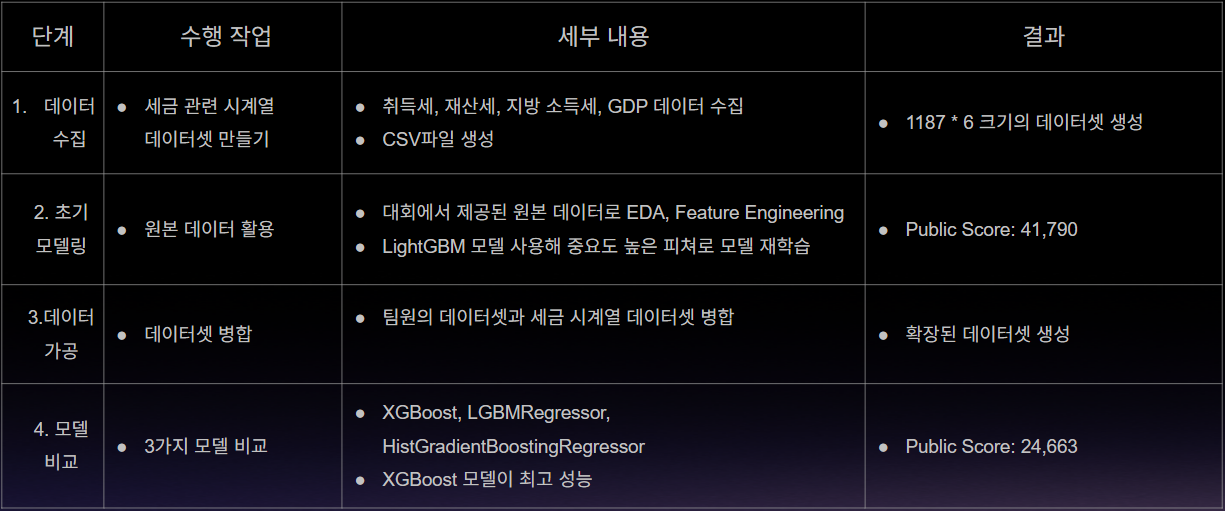 단계
수행 작업
세부 내용
결과
1. 데이터
수집
● 세금 관련 시계열
데이터셋 만들기
● 취득세, 재산세, 지방 소득세, GDP 데이터 수집
● CSV파일 생성
● 1187 * 6 크기의 데이터셋 생성
2. 초기
모델링
● 원본 데이터 활용
● 대회에서 제공된 원본 데이터로 EDA, Feature Engineering
● LightGBM 모델 사용해 중요도 높은 피쳐로 모델 재학습
● Public Score: 41,790
3.데이터
가공
● 데이터셋 병합
● 팀원의 데이터셋과 세금 시계열 데이터셋 병합
● 확장된 데이터셋 생성
4. 모델
비교
● 3가지 모델 비교
● XGBoost, LGBMRegressor,
HistGradientBoostingRegressor
● XGBoost 모델이 최고 성능
● Public Score: 24,663